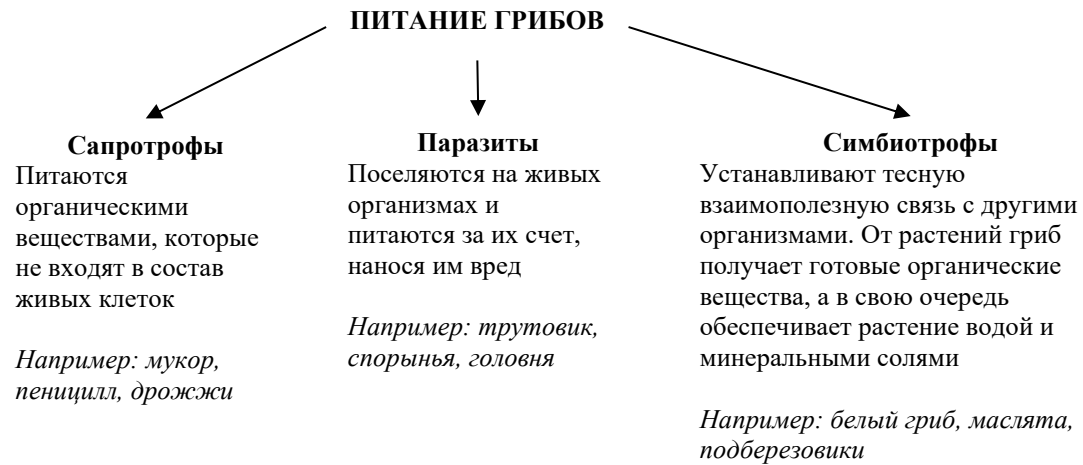 ПИТАНИЕ ГРИБОВ
Сапротрофы
Питаются
органическими
веществами, которые
не входят в состав
живых клеток
Например: мукор,
пеницилл, дрожжи
Паразиты
Поселяются на живых
организмах и
питаются за их счет,
нанося им вред
Например: трутовик,
спорынья, головня
Симбиотрофы
Устанавливают тесную
взаимополезную связь с другими
организмами. От растений гриб
получает готовые органические
вещества, а в свою очередь
обеспечивает растение водой и
минеральными солями
Например: белый гриб, маслята,
подберезовики